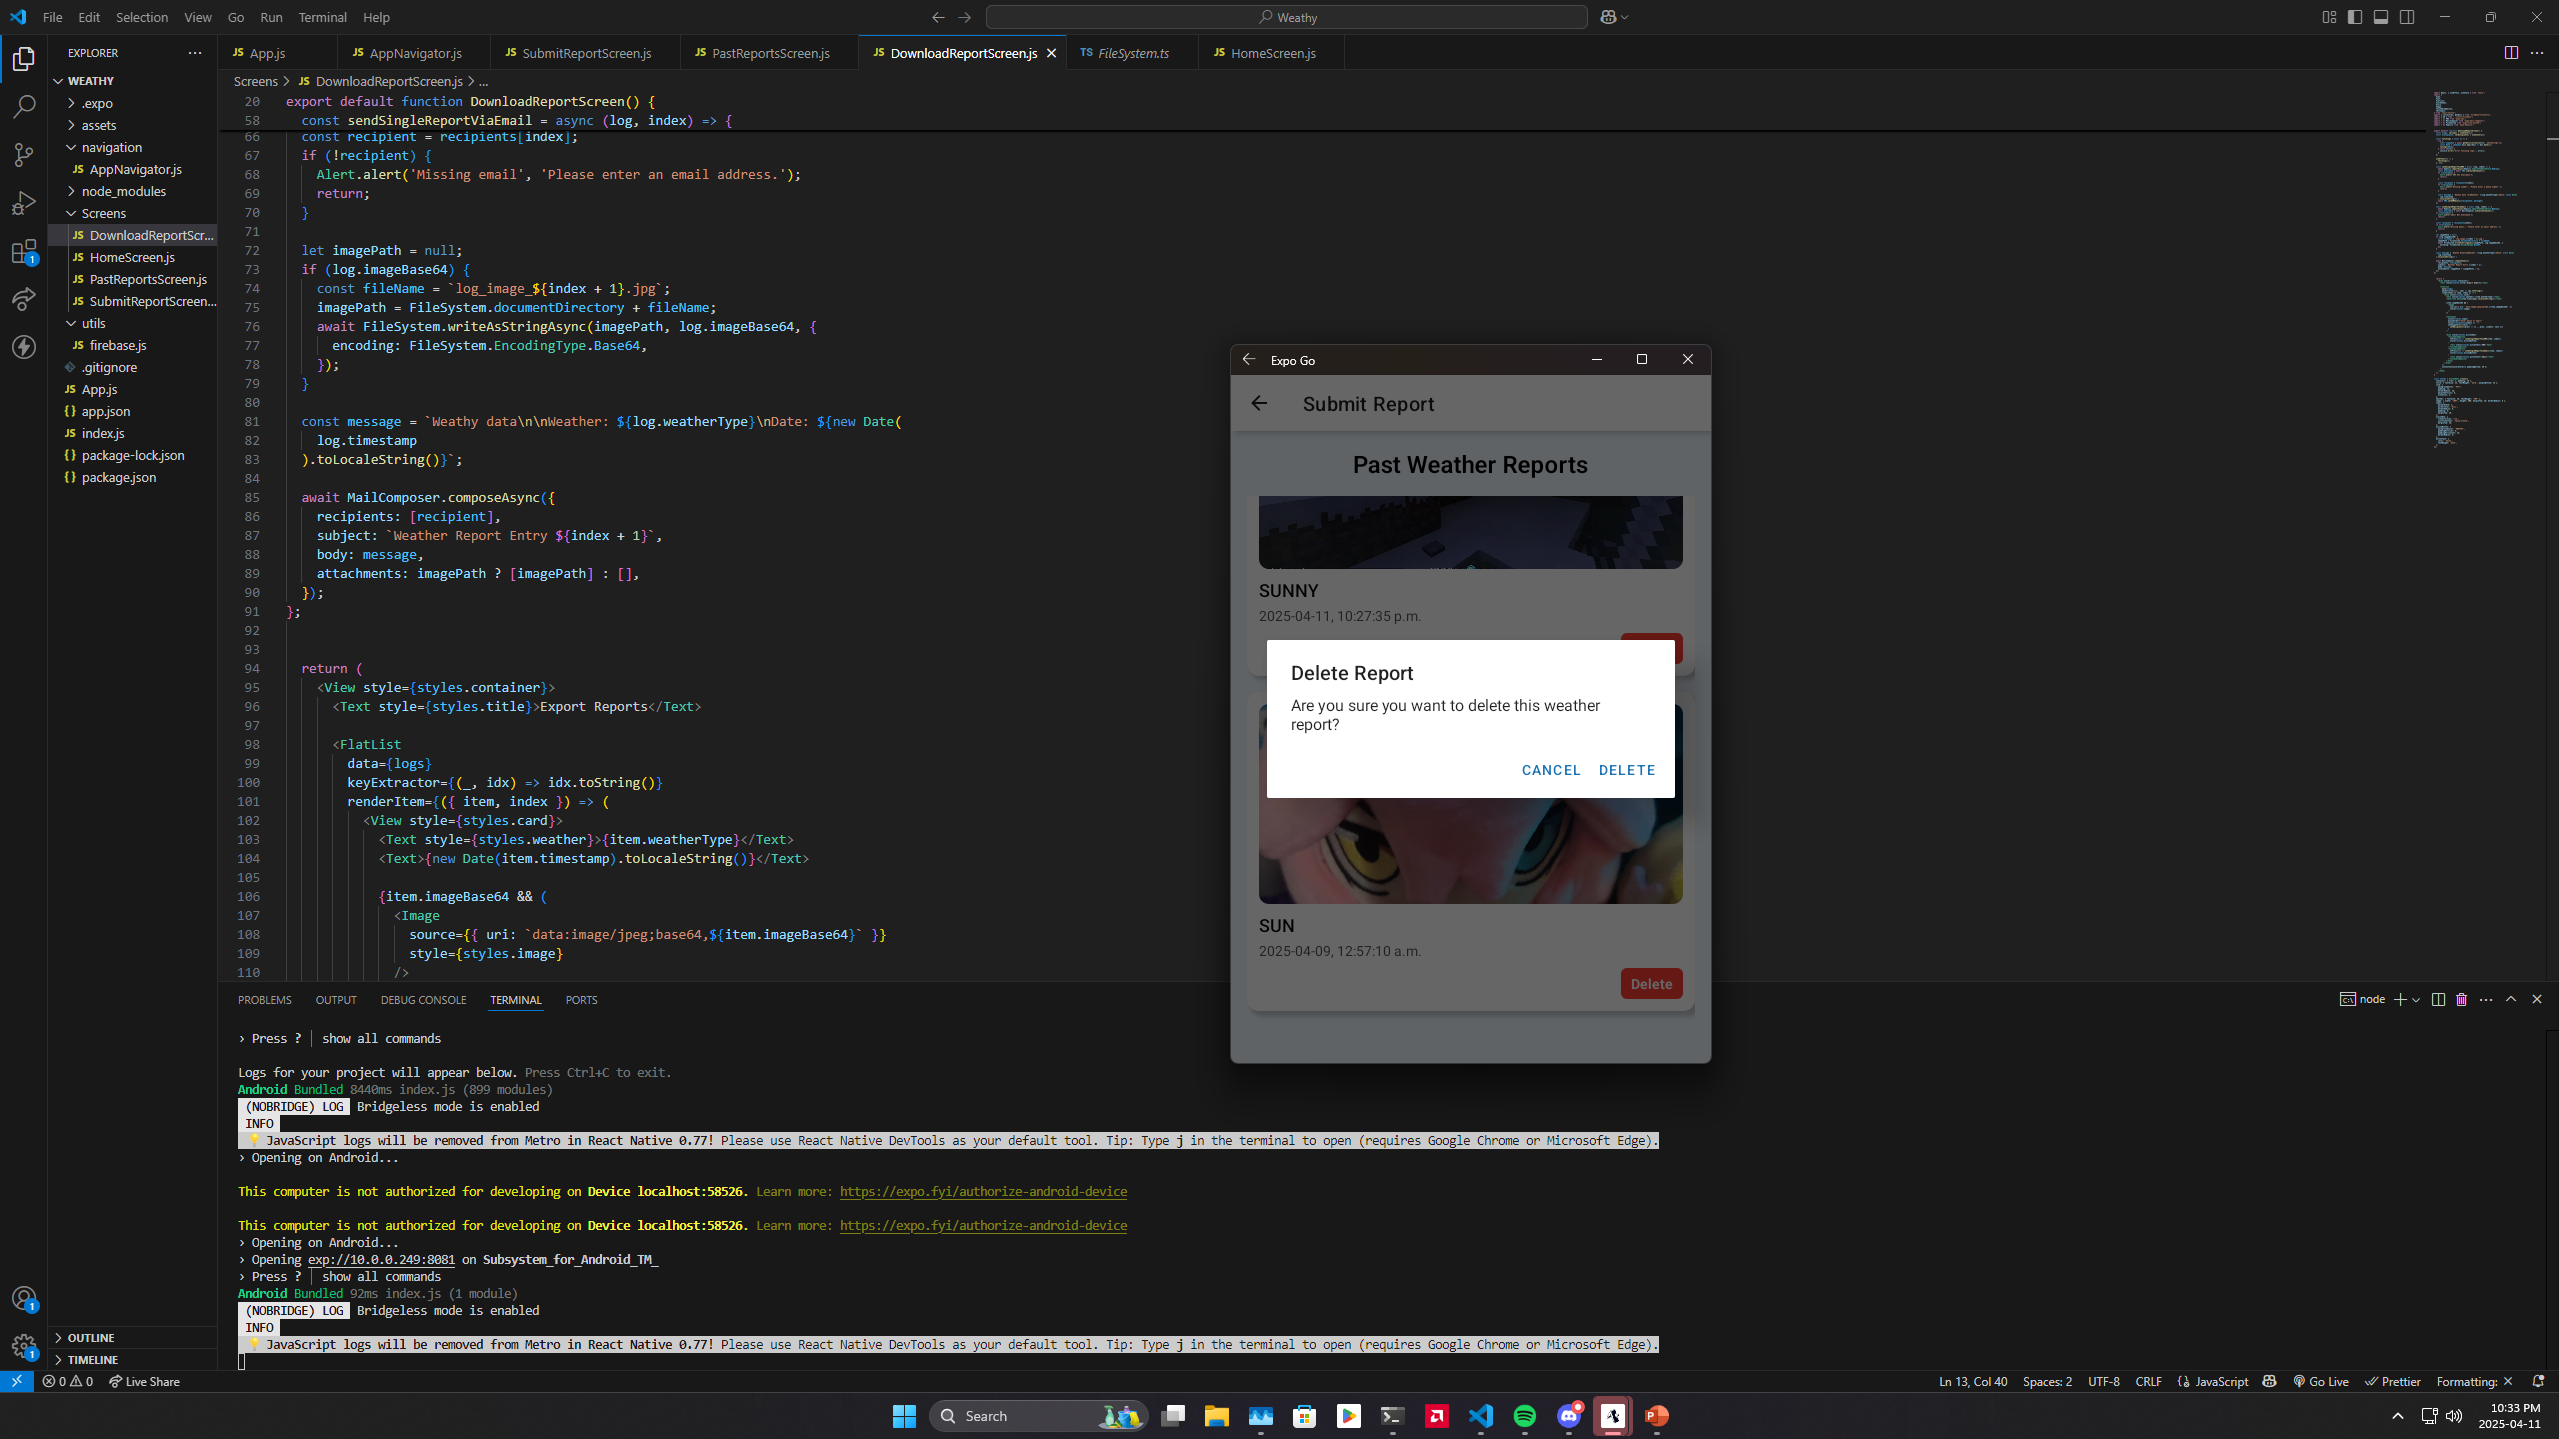 File Edit Selection View Go Run Terminal Help
Weathy
EXPLORER
WEATHY
.expo
assets
navigation
JS AppNavigator.js
node_modules
Screens
JS DownloadReportScr...
JS HomeScreen.js
JS PastReportsScreen.js
JS SubmitReportScreen...
utils
JS firebase.js
.gitignore
JS App.js
{} app.json
JS index.js
{} package-lock.json
{} package.json
OUTLINE
TIMELINE
JS App.js JS AppNavigator.js JS SubmitReportScreen.js JS PastReportsScreen.js JS DownloadReportScreen.js TS FileSystem.ts JS HomeScreen.js
Screens > JS DownloadReportScreen.js > ...
20 export default function DownloadReportScreen() {
58 const sendSingleReportViaEmail = async (log, index) => {
66 const recipient = recipients[index];
67 if (!recipient) {
68 Alert.alert('Missing email', 'Please enter an email address.');
69 return;
70 }
71
72 let imagePath = null;
73 if (log.imageBase64) {
74 const fileName = `log_image_${index + 1}.jpg`;
75 imagePath = FileSystem.documentDirectory + fileName;
76 await FileSystem.writeAsStringAsync(imagePath, log.imageBase64, {
77 encoding: FileSystem.EncodingType.Base64,
78 });
79 }
80
81 const message = `Weathy data\n\nWeather: ${log.weatherType}\nDate: ${new Date(
82 log.timestamp
83 ).toLocaleString()}`;
84
85 await MailComposer.composeAsync({
86 recipients: [recipient],
87 subject: `Weather Report Entry ${index + 1}`,
88 body: message,
89 attachments: imagePath ? [imagePath] : [],
90 });
91 };
92
93
94 return (
95 <View style={styles.container}>
96 <Text style={styles.title}>Export Reports</Text>
97
98 <FlatList
99 data={logs}
100 keyExtractor={(_, idx) => idx.toString()}
101 renderItem={({ item, index }) => (
102 <View style={styles.card}>
103 <Text style={styles.weather}>{item.weatherType}</Text>
104 <Text>{new Date(item.timestamp).toLocaleString()}</Text>
105
106 {item.imageBase64 && (
107 <Image
108 source={{ uri: `data:image/jpeg;base64,${item.imageBase64}` }}
109 style={styles.image}
110 />
Expo Go
Submit Report
Past Weather Reports
SUNNY
2025-04-11, 10:27:35 p.m.
Delete Report
Are you sure you want to delete this weather
report?
CANCEL DELETE
SUN
2025-04-09, 12:57:10 a.m.
Delete
PROBLEMS OUTPUT DEBUG CONSOLE TERMINAL PORTS
node
› Press ? │ show all commands
Logs for your project will appear below. Press Ctrl+C to exit.
Android Bundled 8440ms index.js (899 modules)
(NOBRIDGE) LOG Bridgeless mode is enabled
INFO
💡 JavaScript logs will be removed from Metro in React Native 0.77! Please use React Native DevTools as your default tool. Tip: Type j in the terminal to open (requires Google Chrome or Microsoft Edge).
› Opening on Android...
This computer is not authorized for developing on Device localhost:58526. Learn more: https://expo.fyi/authorize-android-device
This computer is not authorized for developing on Device localhost:58526. Learn more: https://expo.fyi/authorize-android-device
› Opening on Android...
› Opening exp://10.0.0.249:8081 on Subsystem_for_Android_TM_
› Press ? │ show all commands
Android Bundled 92ms index.js (1 module)
(NOBRIDGE) LOG Bridgeless mode is enabled
INFO
💡 JavaScript logs will be removed from Metro in React Native 0.77! Please use React Native DevTools as your default tool. Tip: Type j in the terminal to open (requires Google Chrome or Microsoft Edge).
0 0 Live Share
Ln 13, Col 40 Spaces: 2 UTF-8 CRLF {} JavaScript Go Live Prettier Formatting: ✕
Search
10:33 PM
2025-04-11